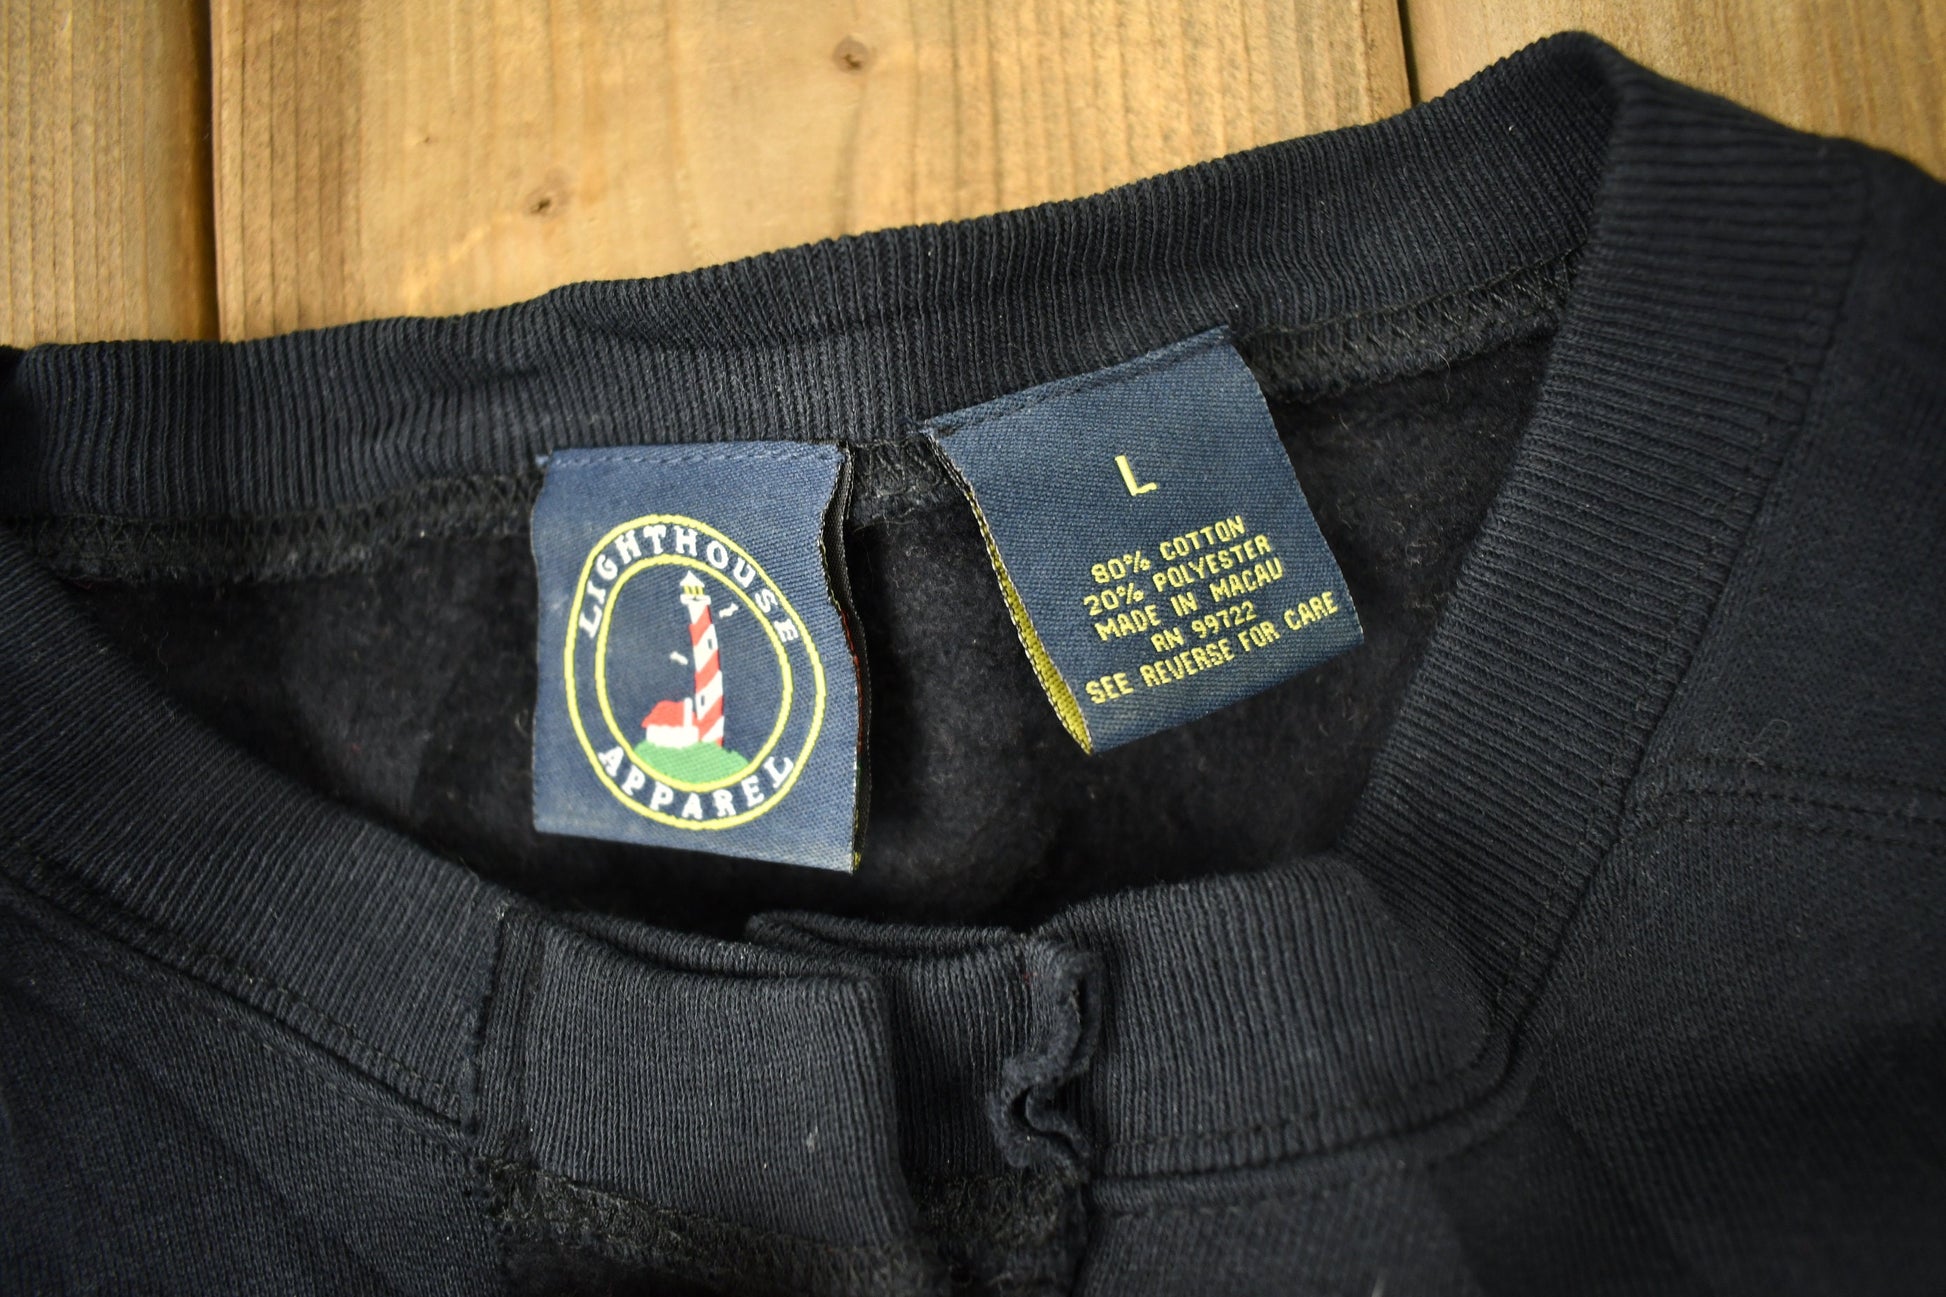 LIGHTHOUSE
APPAREL
L
80% COTTON
20% POLYESTER
MADE IN MACAU
RN 99722
SEE REVERSE FOR CARE